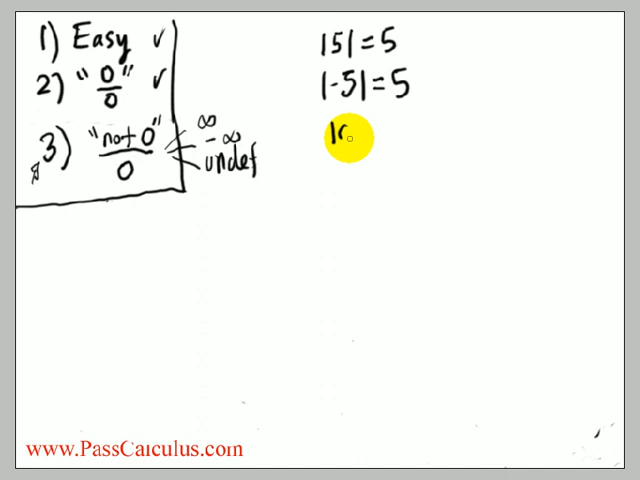 1) Easy ✓
2) "0/0" ✓
3) "not 0"/0 ∞
-∞
undef
|5| = 5
|-5| = 5
www.PassCalculus.com